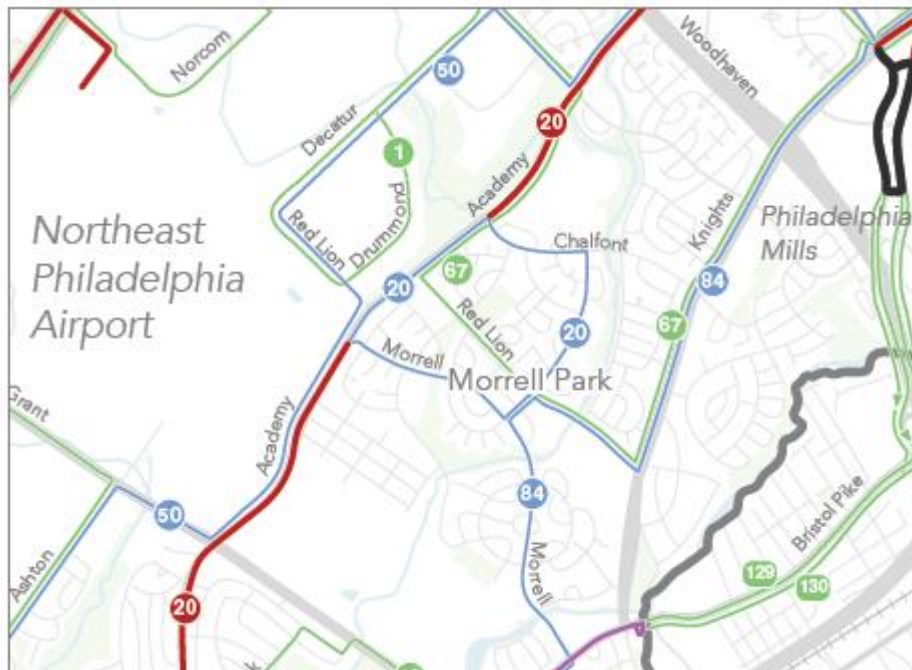 Norcom
50
Woodhaven
Decatur
20
1
Academy
Drummond
Knights
Northeast
Philadelphia
Airport
Red Lion
Chalfont
Philadelphia
Mills
67
84
20
67
Red Lion
20
Morrell
Morrell Park
Grant
Academy
84
50
Bristol Pike
Ashton
Morrell
129
130
20